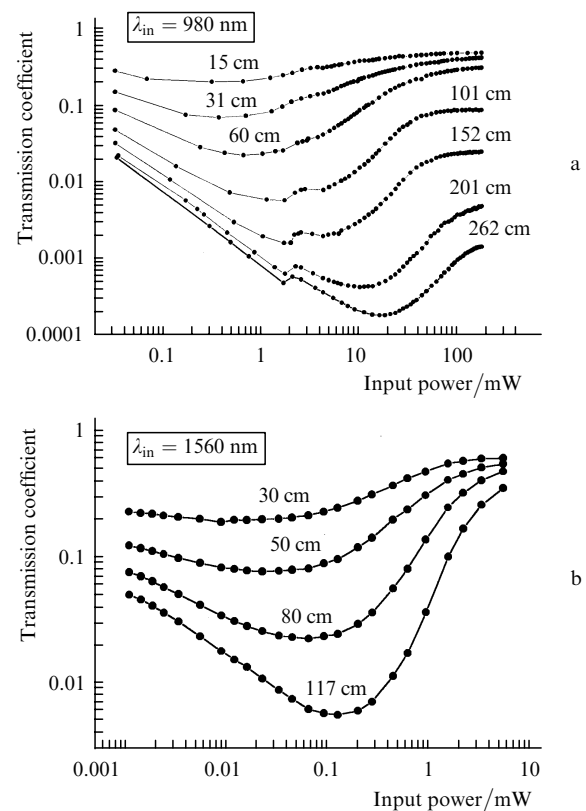 λin = 980 nm
Transmission coefficient
1
0.1
0.01
0.001
0.0001
15 cm
31 cm
60 cm
101 cm
152 cm
201 cm
262 cm
a
0.1
1
10
100
Input power/mW
λin = 1560 nm
Transmission coefficient
1
0.1
0.01
30 cm
50 cm
80 cm
117 cm
b
0.001
0.01
0.1
1
10
Input power/mW